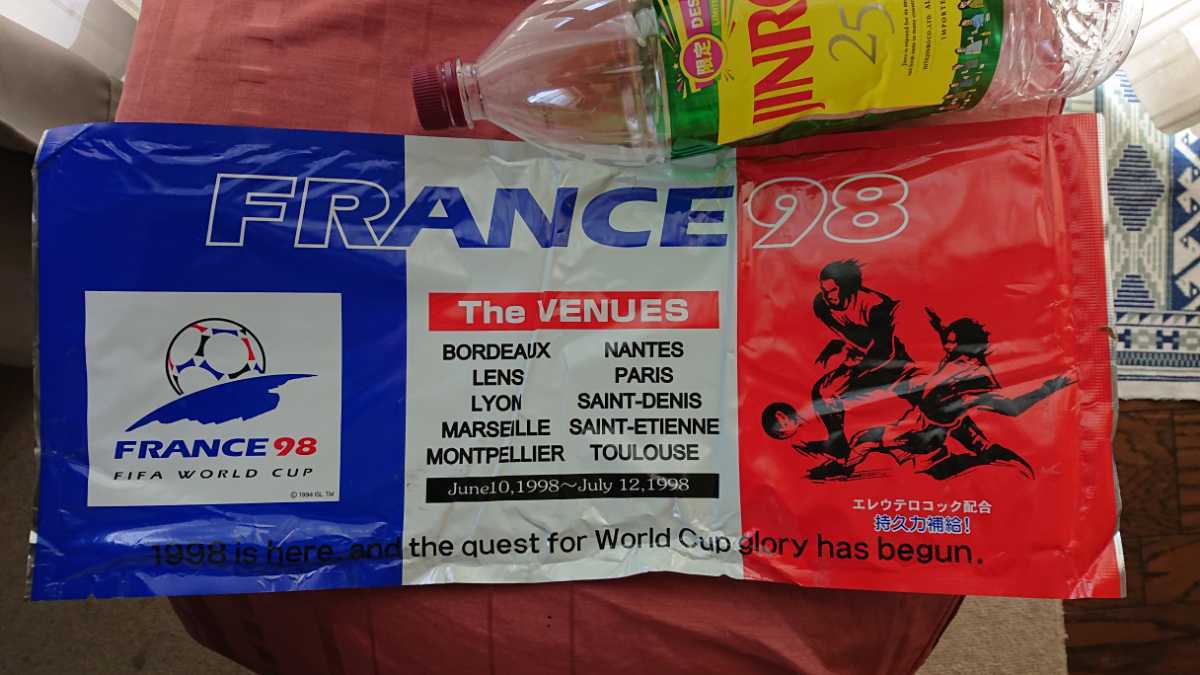 限定
DES
JINRO
25
FRANCE 98
The VENUES
BORDEAUX NANTES
LENS PARIS
LYON SAINT-DENIS
MARSEILLE SAINT-ETIENNE
MONTPELLIER TOULOUSE
June10,1998〜July 12,1998
FRANCE 98
FIFA WORLD CUP
© 1994 ISL TM
エレウテロコック配合
持久力補給!
1998 is here, and the quest for World Cup glory has begun.